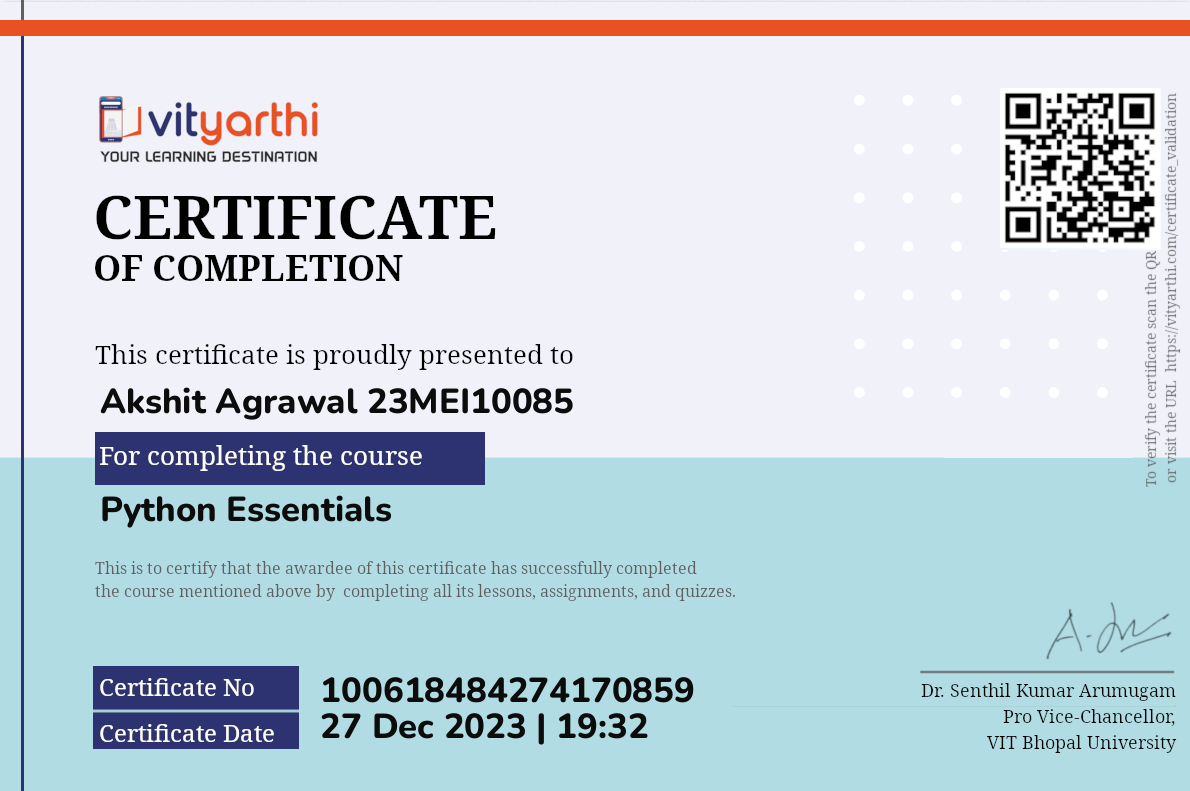 vityarthi
YOUR LEARNING DESTINATION
CERTIFICATE
OF COMPLETION
This certificate is proudly presented to
Akshit Agrawal 23MEI10085
For completing the course
Python Essentials
This is to certify that the awardee of this certificate has successfully completed
the course mentioned above by  completing all its lessons, assignments, and quizzes.
Certificate No
100618484274170859
Certificate Date
27 Dec 2023 | 19:32
To verify the certificate scan the QR
or visit the URL  https://vityarthi.com/certificate_validation
Dr. Senthil Kumar Arumugam
Pro Vice-Chancellor,
VIT Bhopal University